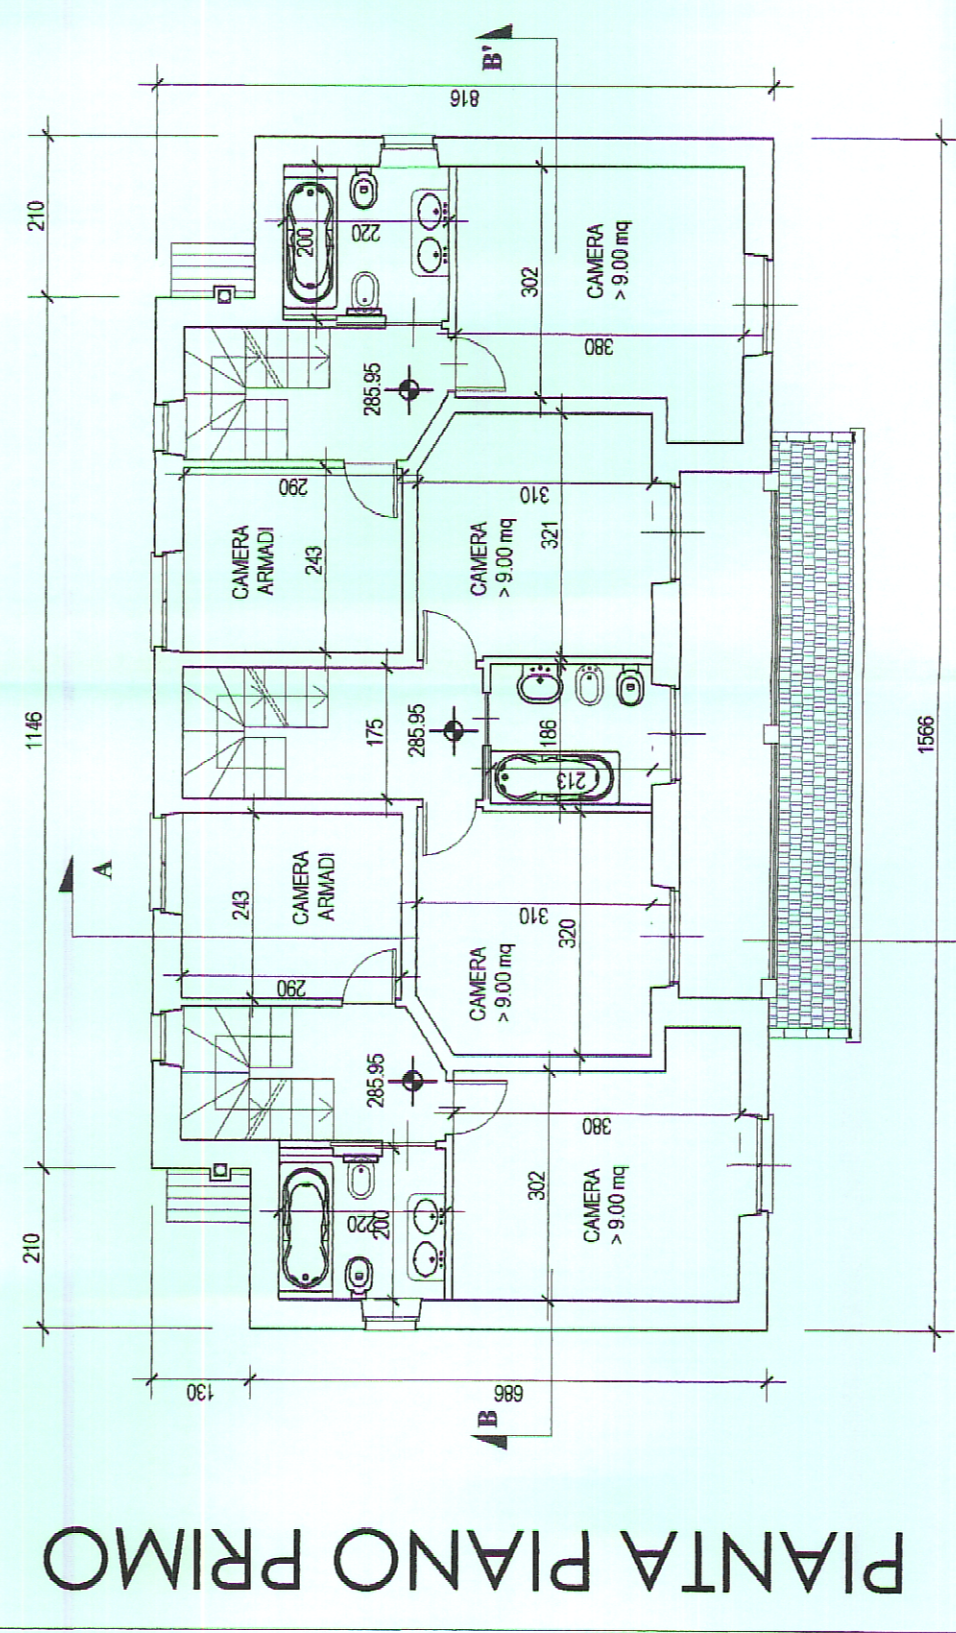 B'
816
210
200
220
302
CAMERA
> 9.00 mq
380
285.95
290
CAMERA
ARMADI
243
310
CAMERA
> 9.00 mq
321
1146
175
285.95
186
213
1566
A
243
CAMERA
ARMADI
310
320
290
CAMERA
> 9.00 mq
285.95
380
302
CAMERA
> 9.00 mq
220
200
210
130
686
B
PIANTA PIANO PRIMO